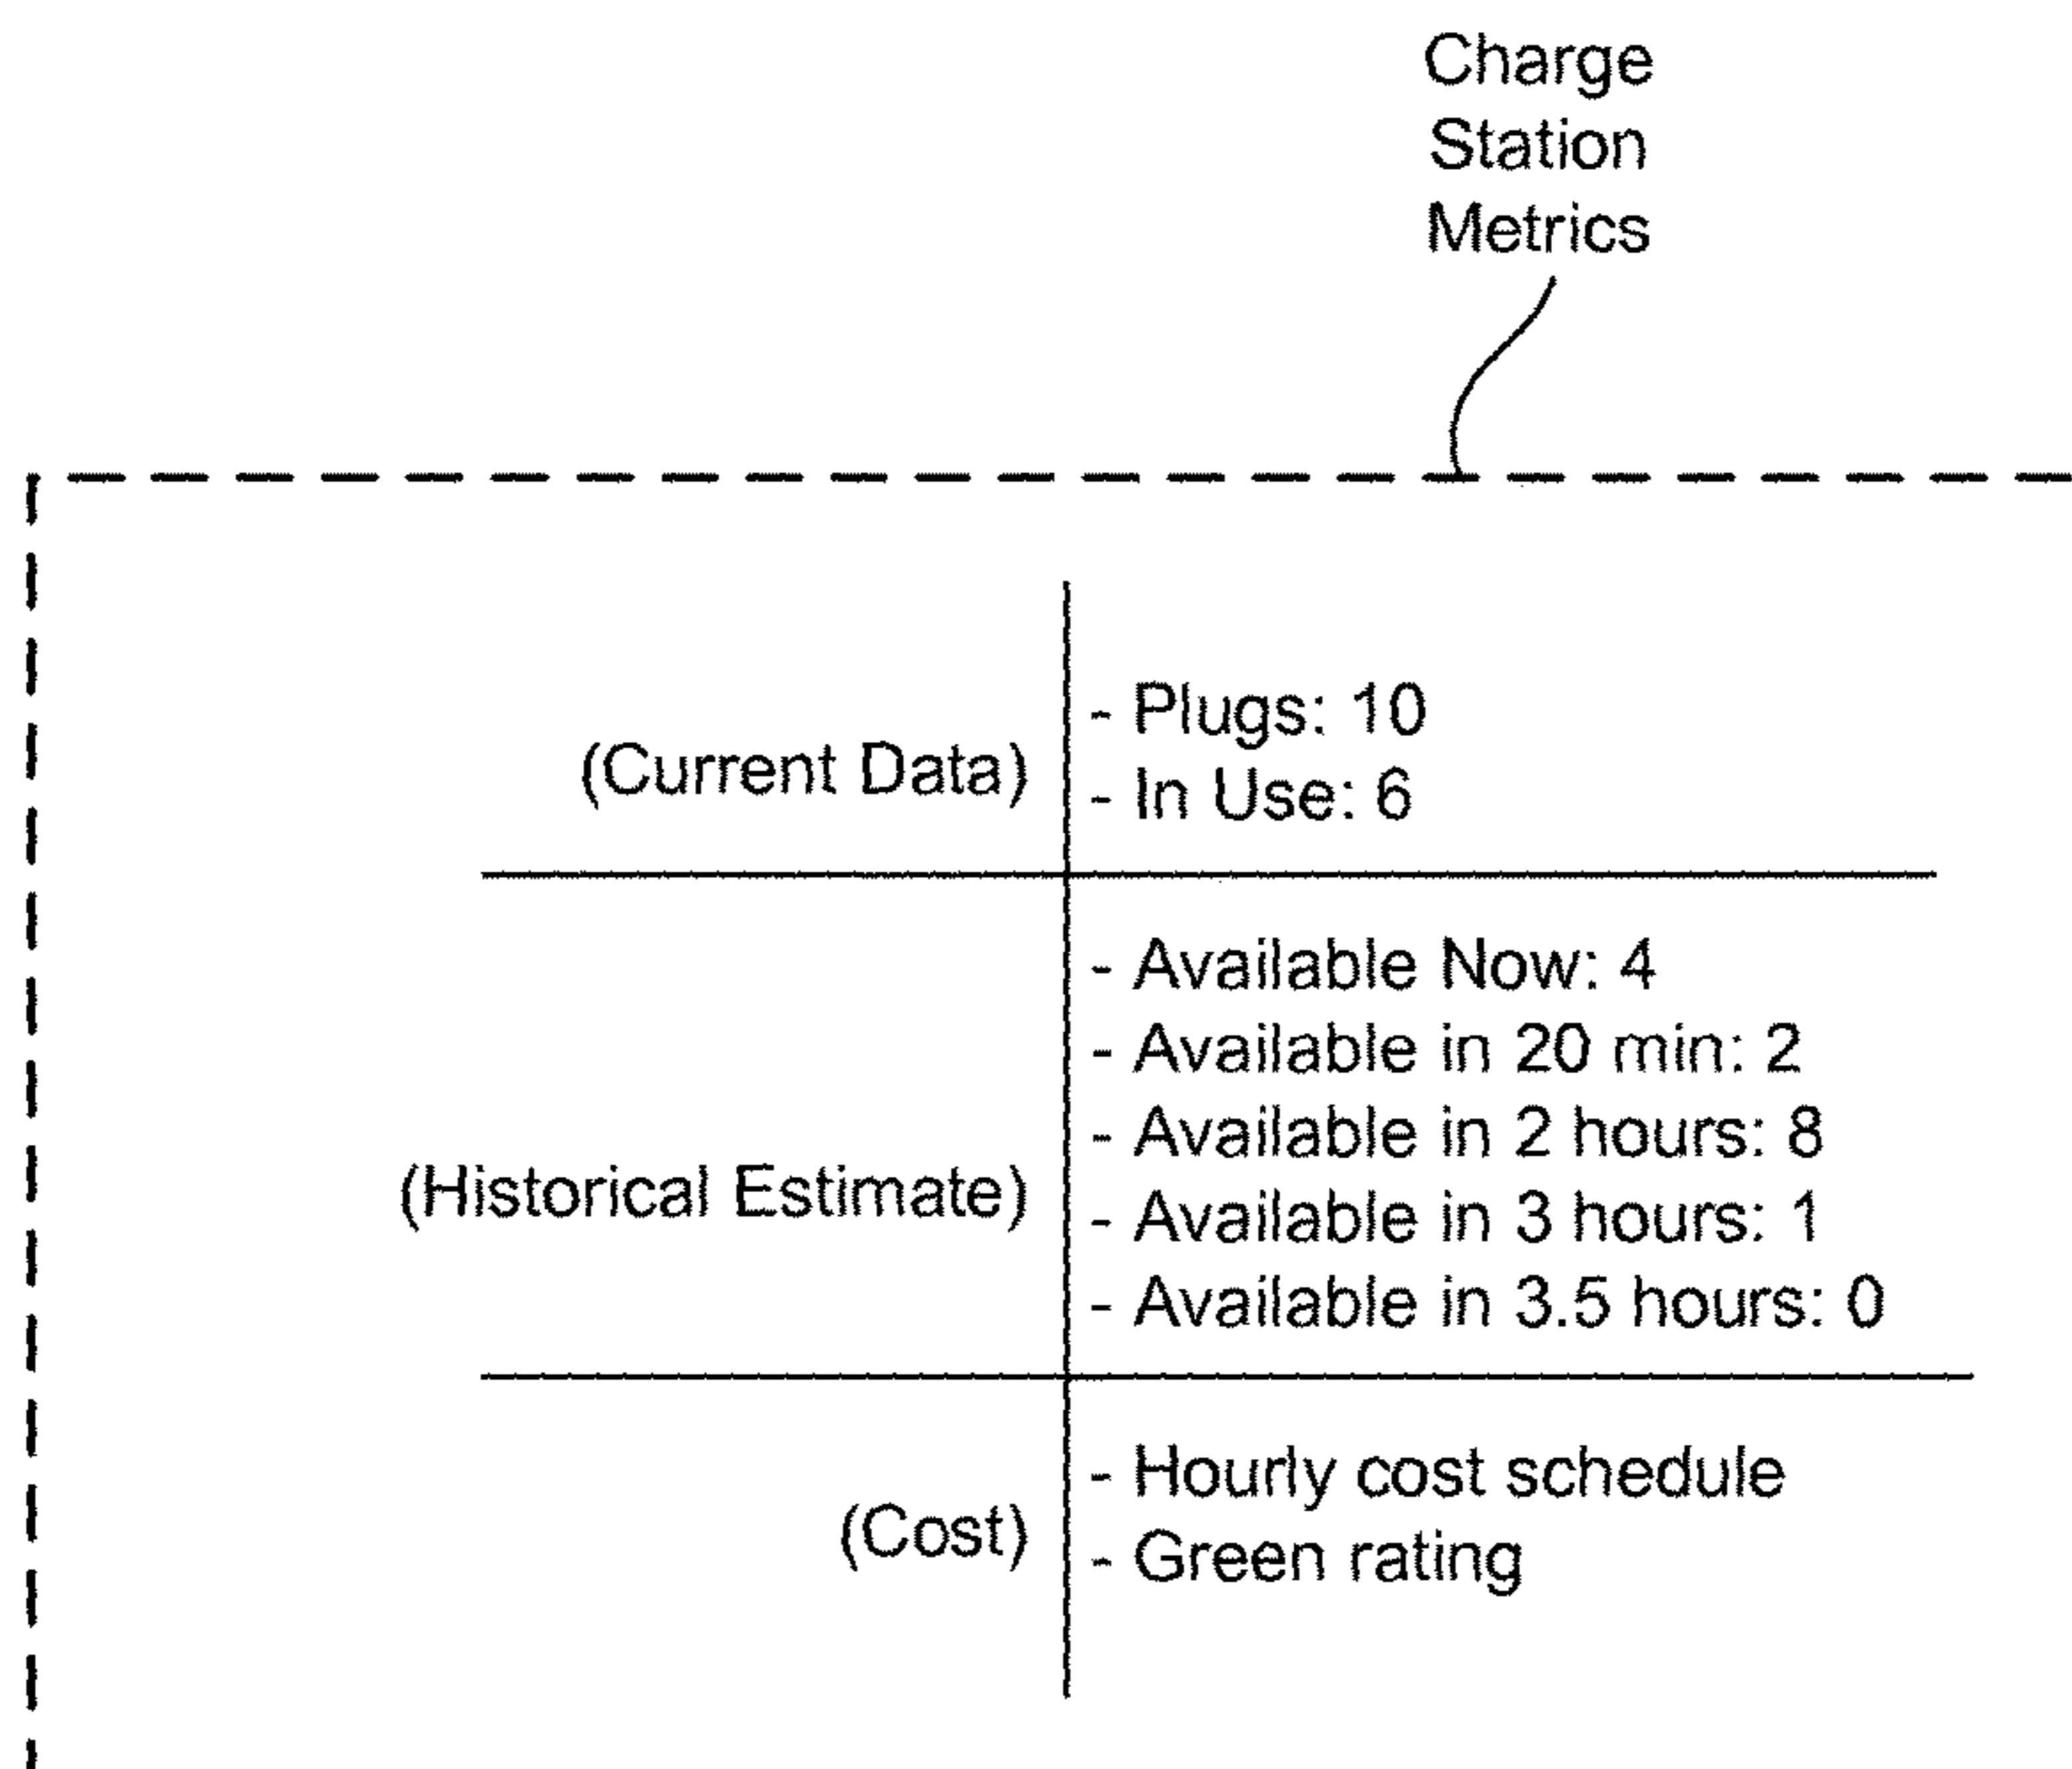 Charge
Station
Metrics
(Current Data)
- Plugs: 10
- In Use: 6
(Historical Estimate)
- Available Now: 4
- Available in 20 min: 2
- Available in 2 hours: 8
- Available in 3 hours: 1
- Available in 3.5 hours: 0
(Cost)
- Hourly cost schedule
- Green rating